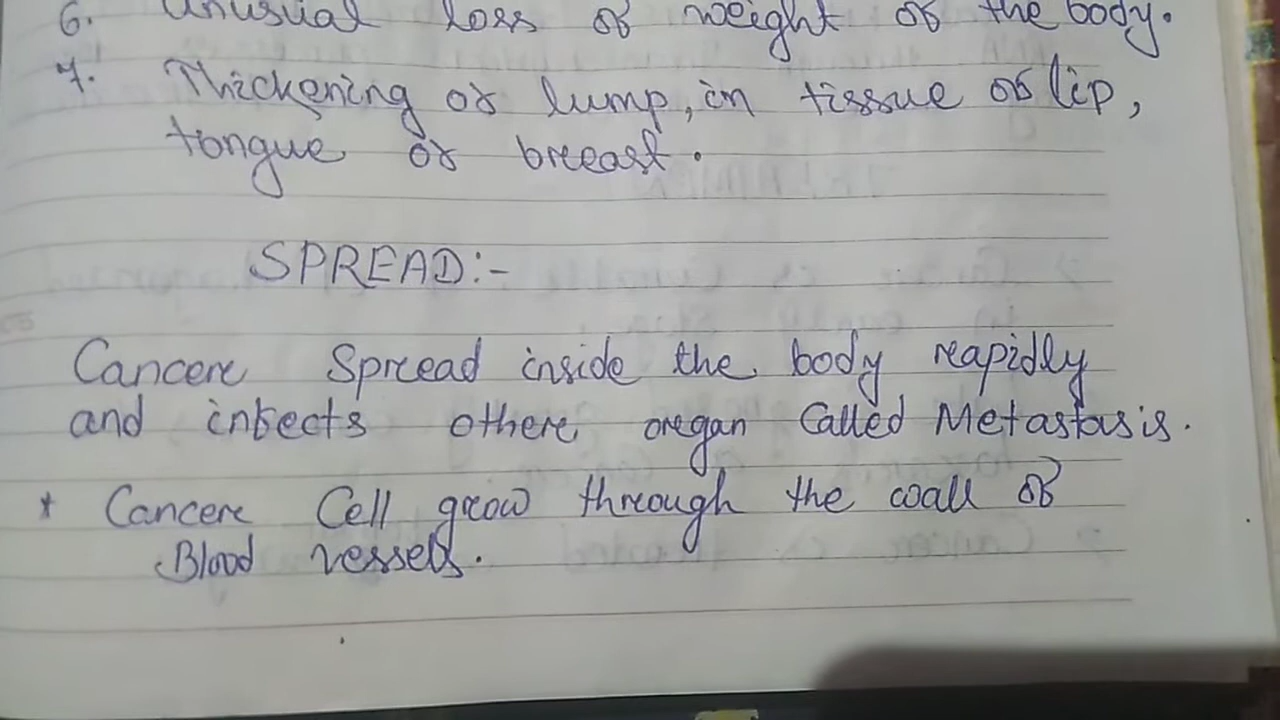 6. Unusual loss of weight of the body.
7. Thickening or lump, in tissue of lip,
tongue or breast.
SPREAD:-
Cancer Spread inside the body rapidly
and infects other organ Called Metastasis.
* Cancer Cell grow through the wall of
Blood vessels.